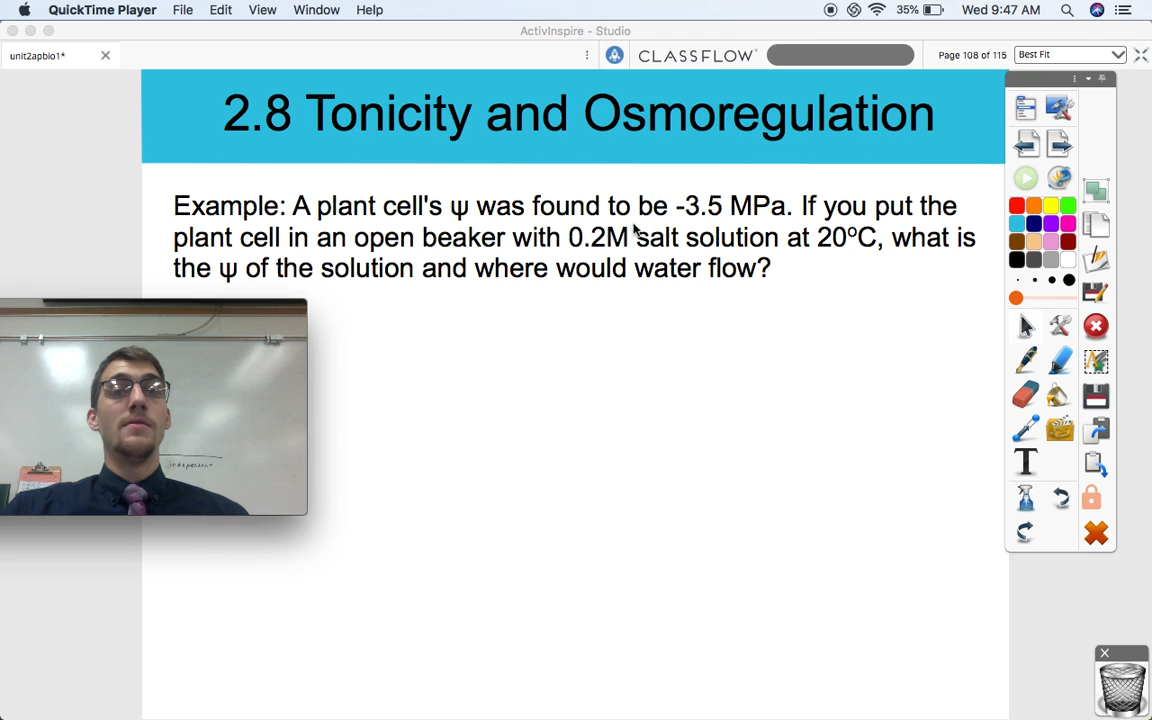 QuickTime Player File Edit View Window Help 35% Wed 9:47 AM
ActivInspire - Studio
unit2apbio1* CLASSFLOW Page 108 of 115 Best Fit
2.8 Tonicity and Osmoregulation
Example: A plant cell's ψ was found to be -3.5 MPa. If you put the
plant cell in an open beaker with 0.2M salt solution at 20ºC, what is
the ψ of the solution and where would water flow?
independent
T